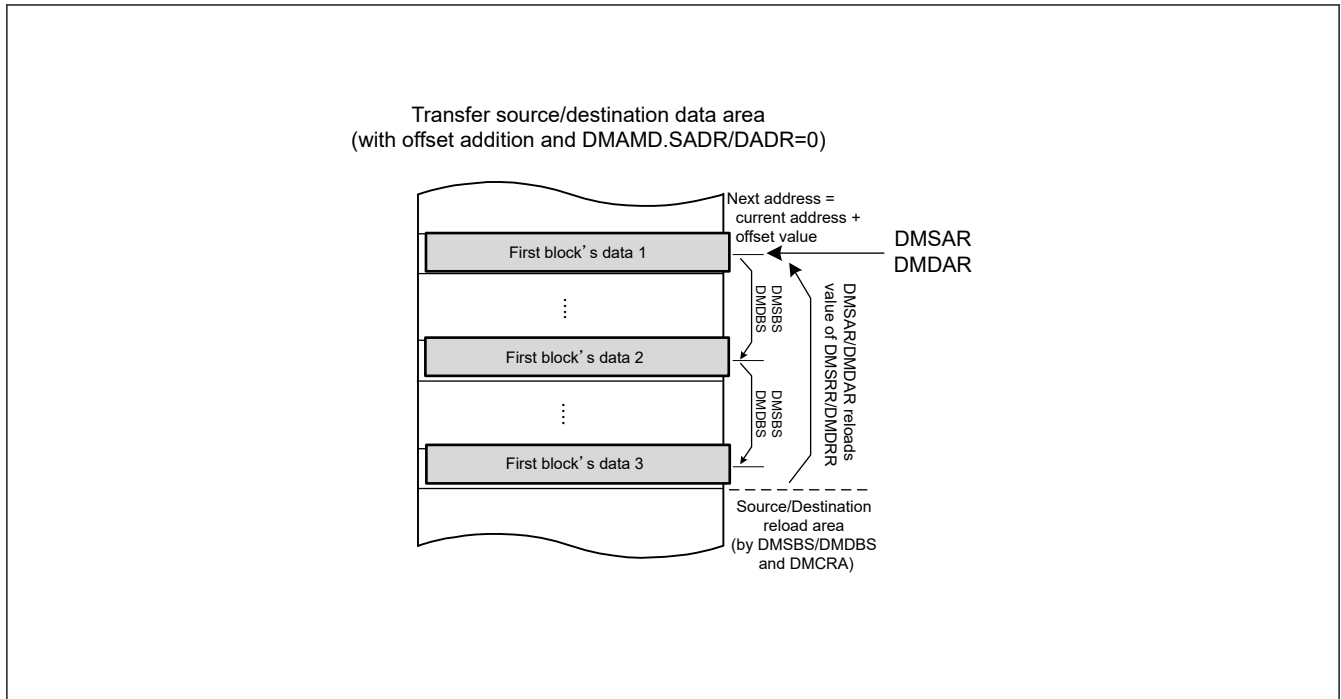 Transfer source/destination data area
(with offset addition and DMAMD.SADR/DADR=0)
Next address =
current address +
offset value
DMSAR
DMDAR
First block’s data 1
DMSBS
DMDBS
DMSAR/DMDAR reloads
value of DMSRR/DMDRR
First block’s data 2
DMSBS
DMDBS
First block’s data 3
Source/Destination
reload area
(by DMSBS/DMDBS
and DMCRA)